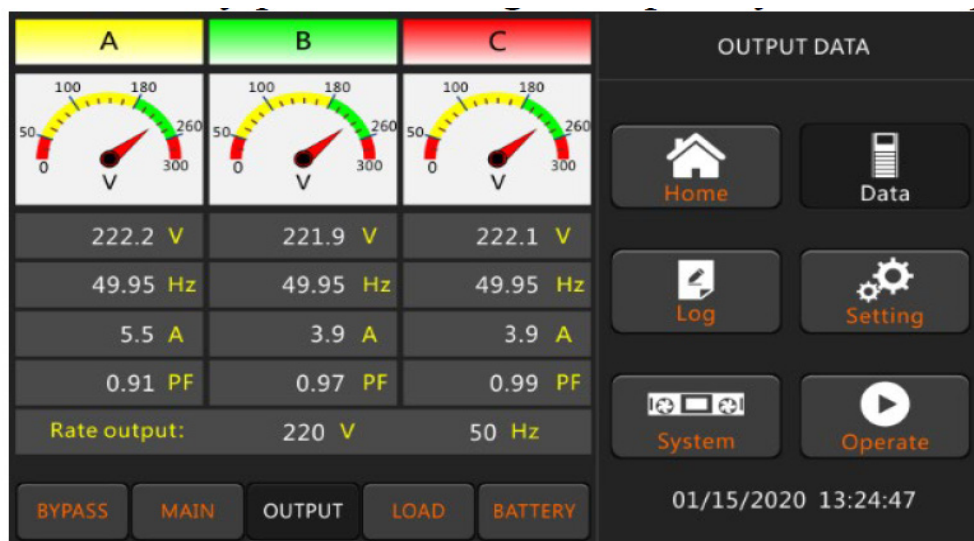 A B C OUTPUT DATA
100 180 100 180 100 180
50 260 50 260 50 260
0 300 0 300 0 300
V V V
Home Data
222.2 V 221.9 V 222.1 V
49.95 Hz 49.95 Hz 49.95 Hz
Log Setting
5.5 A 3.9 A 3.9 A
0.91 PF 0.97 PF 0.99 PF
Rate output: 220 V 50 Hz
System Operate
BYPASS MAIN OUTPUT LOAD BATTERY
01/15/2020 13:24:47